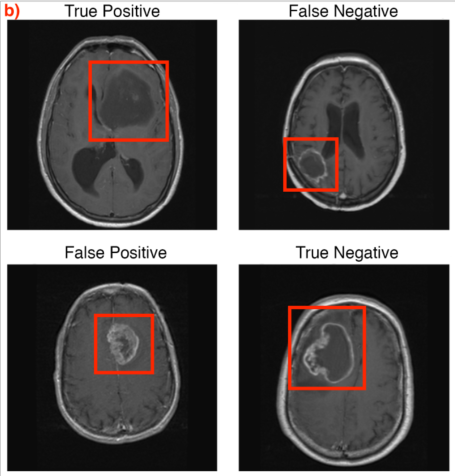 b)
True Positive
False Negative
False Positive
True Negative